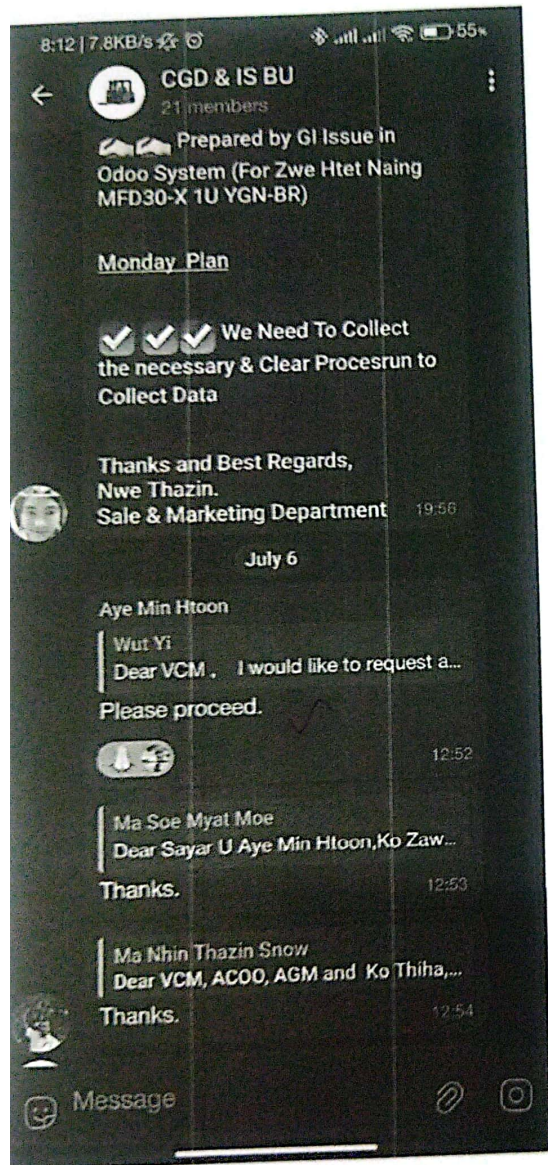 8:12 | 7.8KB/s 55%
CGD & IS BU
21 members
Prepared by GI Issue in
Odoo System (For Zwe Htet Naing
MFD30-X 1U YGN-BR)
Monday Plan
We Need To Collect
the necessary & Clear Procesrun to
Collect Data
Thanks and Best Regards,
Nwe Thazin.
Sale & Marketing Department 19:56
July 6
Aye Min Htoon
Wut Yi
Dear VCM , I would like to request a...
Please proceed.
12:52
Ma Soe Myat Moe
Dear Sayar U Aye Min Htoon,Ko Zaw...
Thanks. 12:53
Ma Nhin Thazin Snow
Dear VCM, ACOO, AGM and Ko Thiha,...
Thanks. 12:54
Message